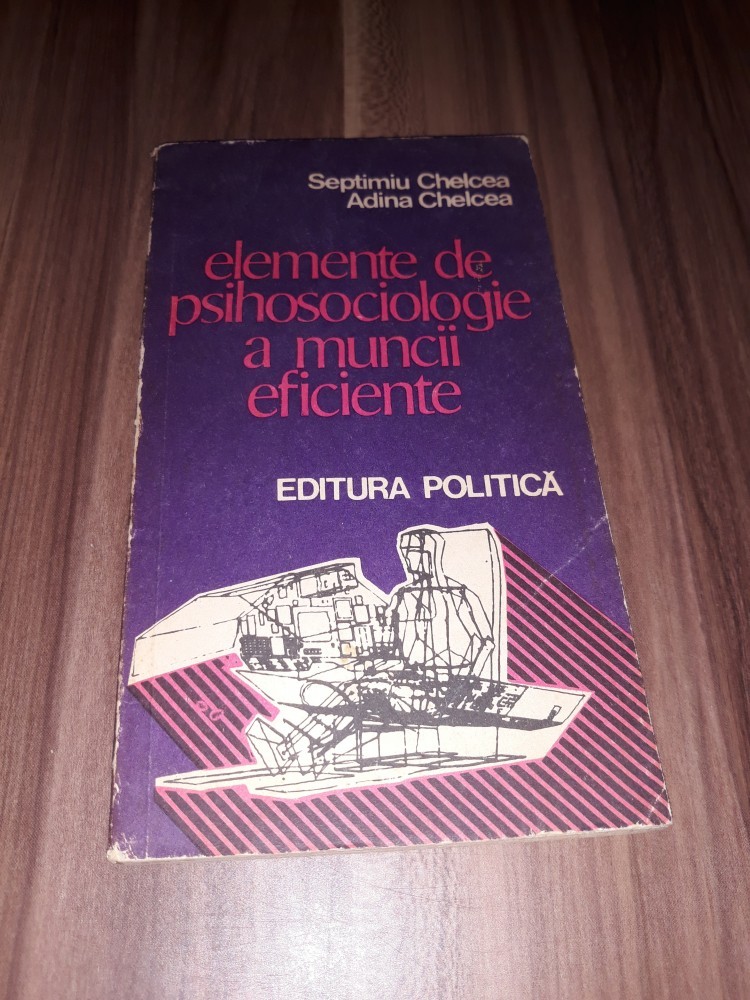 Septimiu Chelcea
Adina Chelcea
elemente de
psihosociologie
a muncii
eficiente
EDITURA POLITICĂ